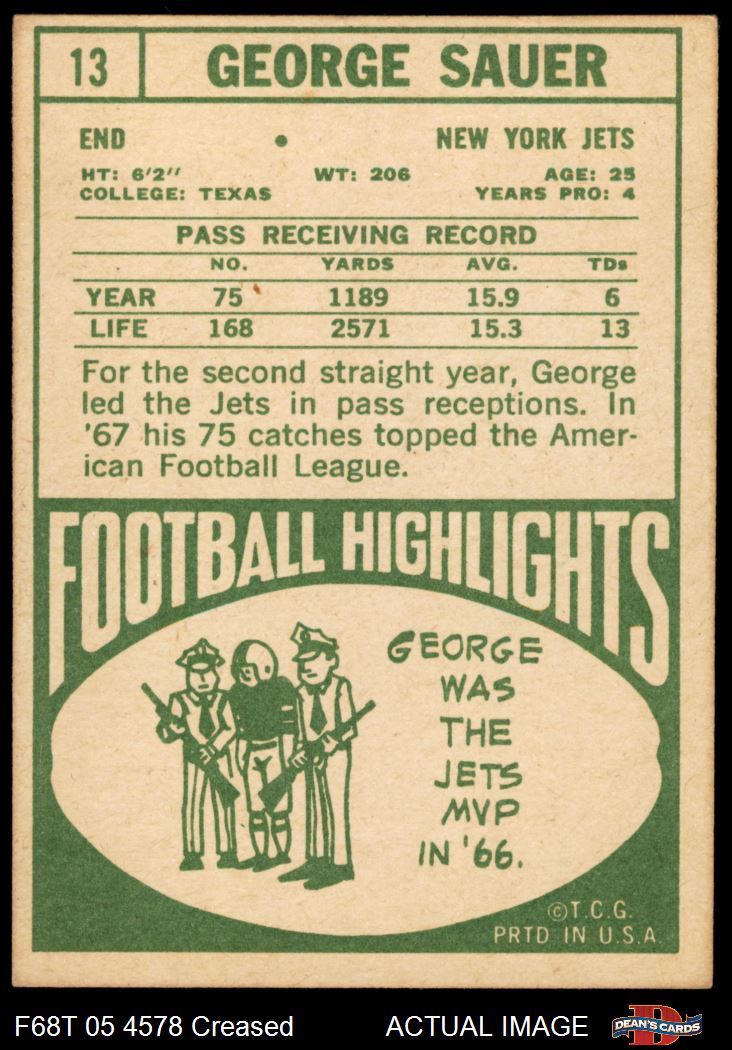 13 GEORGE SAUER
END • NEW YORK JETS
HT: 6'2" WT: 206 AGE: 25
COLLEGE: TEXAS YEARS PRO: 4
PASS RECEIVING RECORD
NO. YARDS AVG. TDs
YEAR 75 1189 15.9 6
LIFE 168 2571 15.3 13
For the second straight year, George
led the Jets in pass receptions. In
'67 his 75 catches topped the Amer-
ican Football League.
FOOTBALL HIGHLIGHTS
GEORGE
WAS
THE
JETS
MVP
IN '66.
©T.C.G.
PRTD IN U.S.A.
F68T 05 4578 Creased ACTUAL IMAGE DEAN'S CARDS